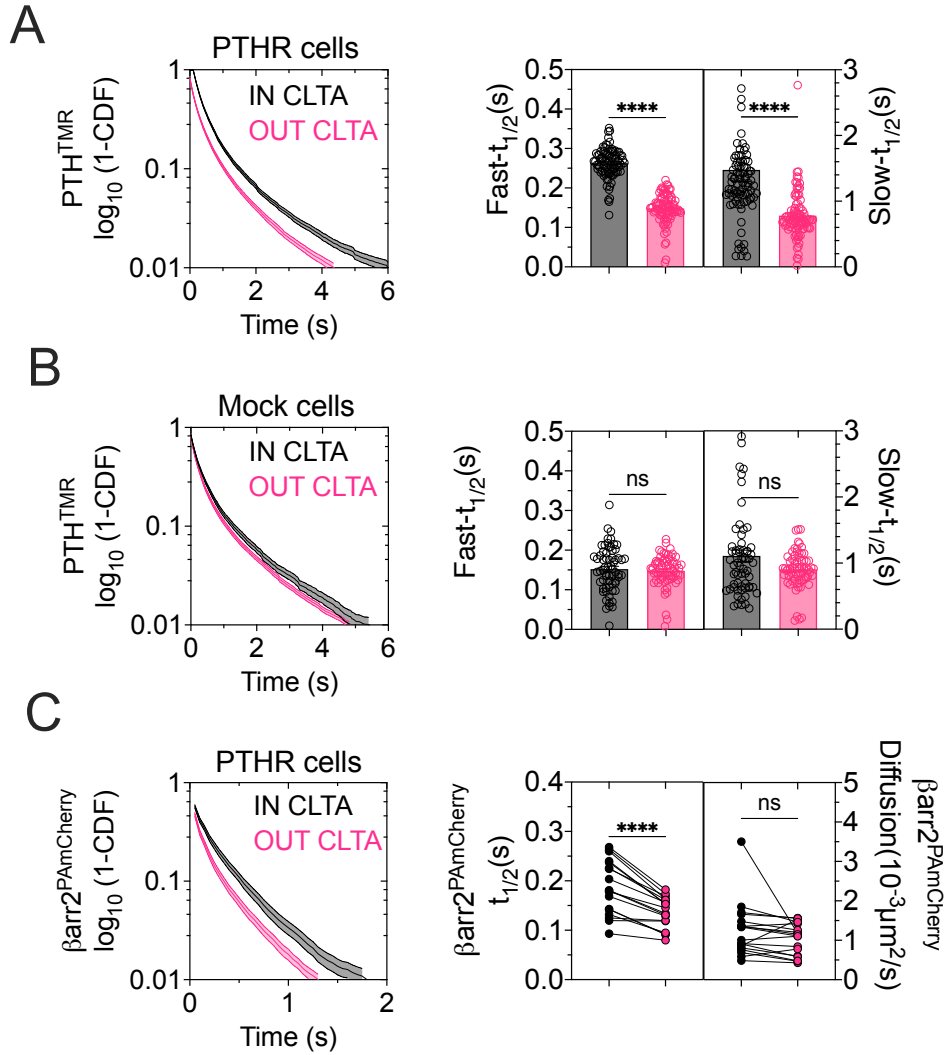 A
PTHR cells
IN CLTA
OUT CLTA
PTH^TMR
log₁₀ (1-CDF)
1
0.1
0.01
0 2 4 6
Time (s)
Fast-t₁/₂(s)
0.5
0.4
0.3
0.2
0.1
0.0
**** ****
3
2
1
0
Slow-t₁/₂(s)
B
Mock cells
IN CLTA
OUT CLTA
PTH^TMR
log₁₀ (1-CDF)
1
0.1
0.01
0 2 4 6
Time (s)
Fast-t₁/₂(s)
0.5
0.4
0.3
0.2
0.1
0.0
ns ns
3
2
1
0
Slow-t₁/₂(s)
C
PTHR cells
IN CLTA
OUT CLTA
βarr2^PAmCherry
log₁₀ (1-CDF)
1
0.1
0.01
0 1 2
Time (s)
βarr2^PAmCherry
t₁/₂(s)
0.4
0.3
0.2
0.1
0.0
**** ns
5
4
3
2
1
0
βarr2^PAmCherry
Diffusion(10⁻³μm²/s)